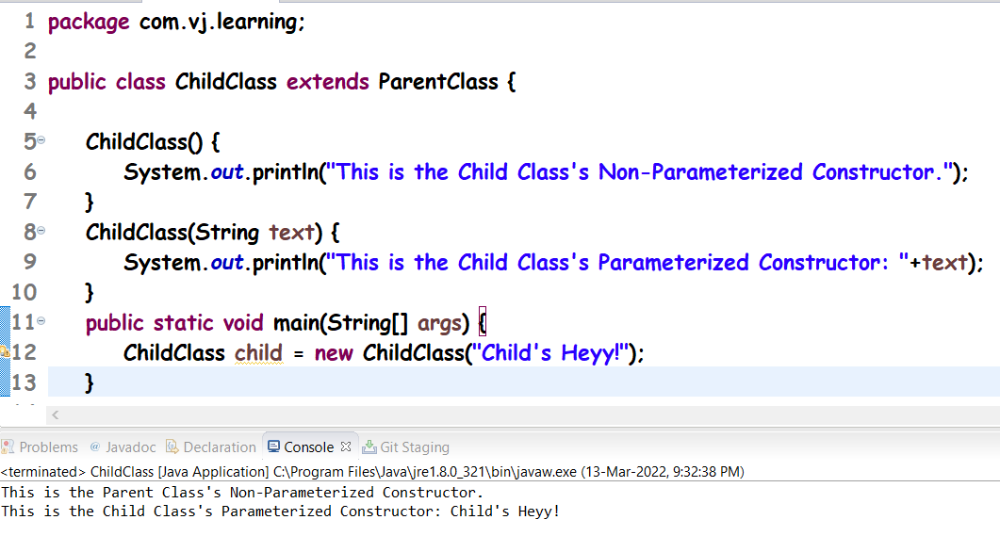 1 package com.vj.learning;
2
3 public class ChildClass extends ParentClass {
4
5 ChildClass() {
6 System.out.println("This is the Child Class's Non-Parameterized Constructor.");
7 }
8 ChildClass(String text) {
9 System.out.println("This is the Child Class's Parameterized Constructor: "+text);
10 }
11 public static void main(String[] args) {
12 ChildClass child = new ChildClass("Child's Heyy!");
13 }
Problems @ Javadoc Declaration Console Git Staging
<terminated> ChildClass [Java Application] C:\Program Files\Java\jre1.8.0_321\bin\javaw.exe (13-Mar-2022, 9:32:38 PM)
This is the Parent Class's Non-Parameterized Constructor.
This is the Child Class's Parameterized Constructor: Child's Heyy!